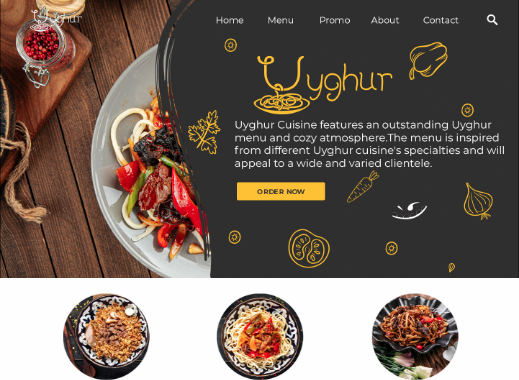 Uyghur
Home Menu Promo About Contact
Uyghur
Uyghur Cuisine features an outstanding Uyghur
menu and cozy atmosphere.The menu is inspired
from different Uyghur cuisine's specialties and will
appeal to a wide and varied clientele.
ORDER NOW